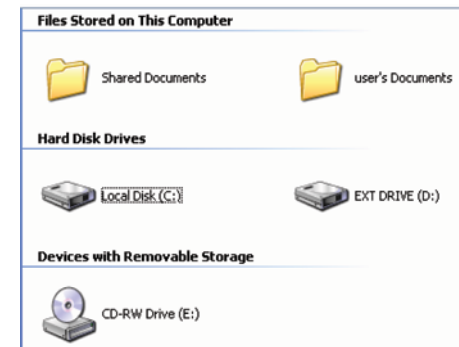 Files Stored on This Computer
Shared Documents
user's Documents
Hard Disk Drives
Local Disk (C:)
EXT DRIVE (D:)
Devices with Removable Storage
CD-RW Drive (E:)